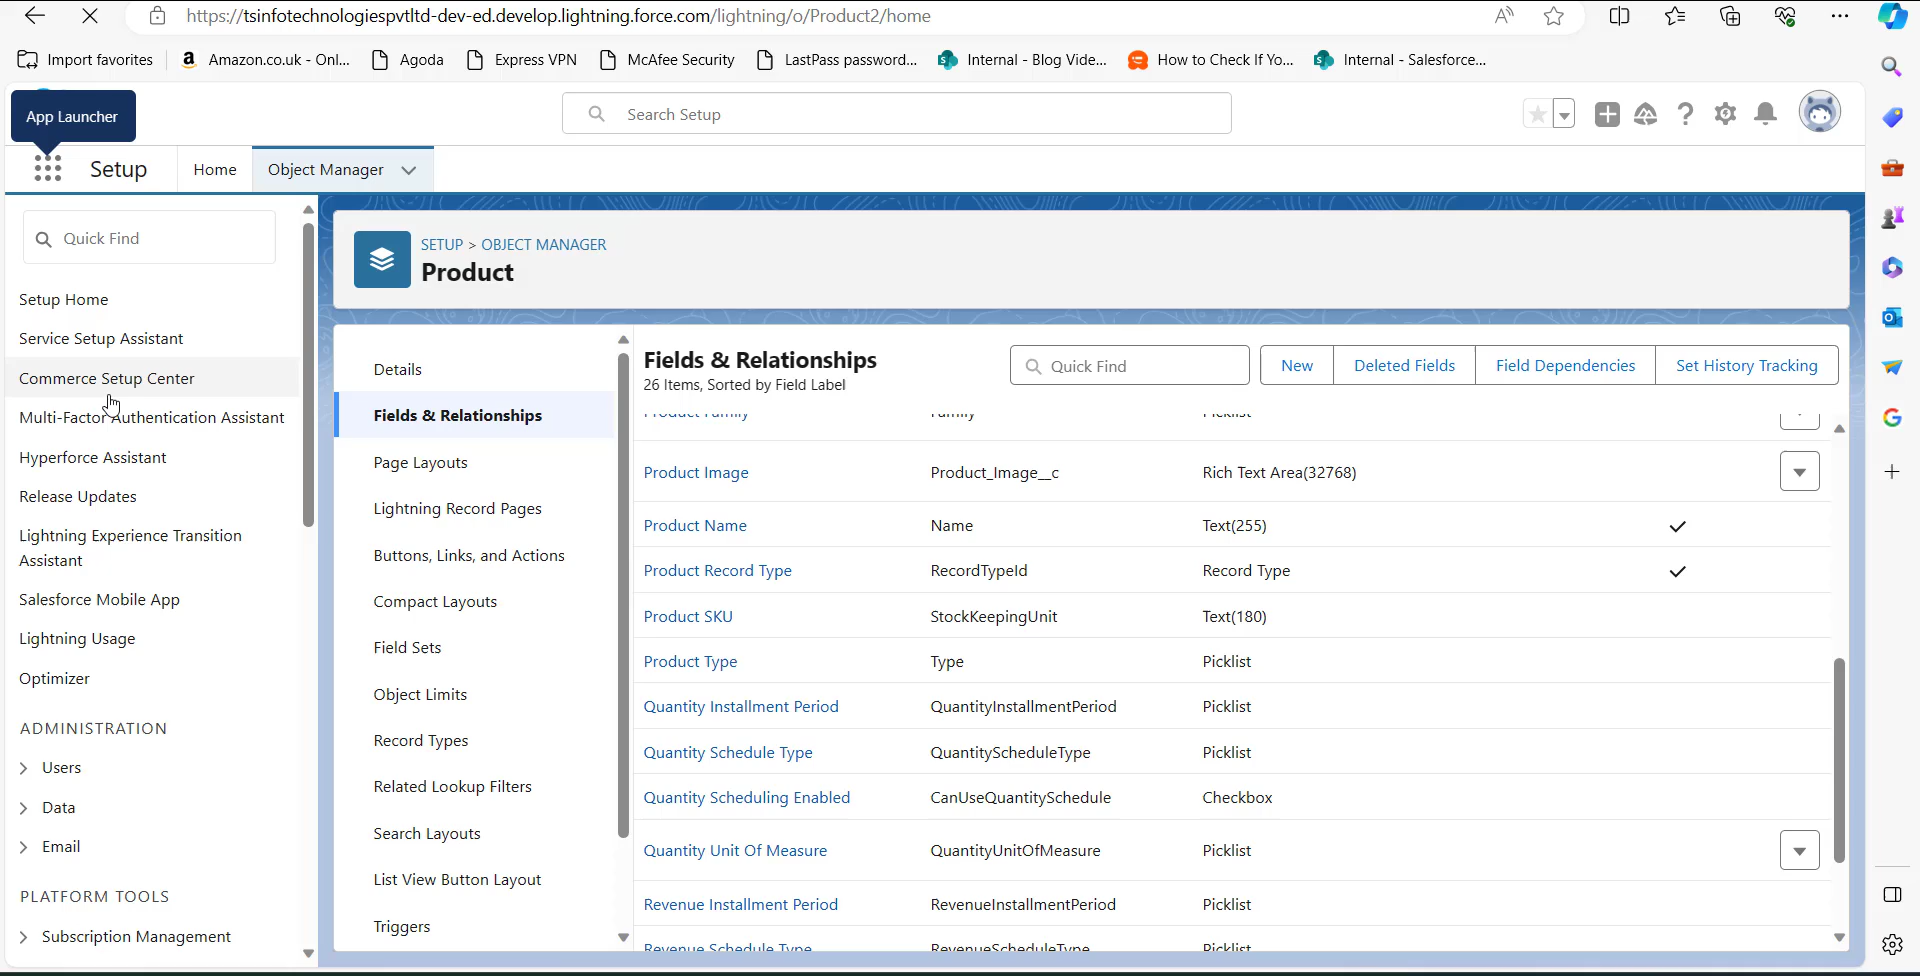 https://tsinfotechnologiespvtltd-dev-ed.develop.lightning.force.com/lightning/o/Product2/home
Import favorites
Amazon.co.uk - Onl...
Agoda
Express VPN
McAfee Security
LastPass password...
Internal - Blog Vide...
How to Check If Yo...
Internal - Salesforce...
App Launcher
Search Setup
Setup
Home
Object Manager
Quick Find
Setup Home
Service Setup Assistant
Commerce Setup Center
Multi-Factor Authentication Assistant
Hyperforce Assistant
Release Updates
Lightning Experience Transition
Assistant
Salesforce Mobile App
Lightning Usage
Optimizer
ADMINISTRATION
Users
Data
Email
PLATFORM TOOLS
Subscription Management
SETUP > OBJECT MANAGER
Product
Details
Fields & Relationships
Page Layouts
Lightning Record Pages
Buttons, Links, and Actions
Compact Layouts
Field Sets
Object Limits
Record Types
Related Lookup Filters
Search Layouts
List View Button Layout
Triggers
Fields & Relationships
26 Items, Sorted by Field Label
Quick Find
New
Deleted Fields
Field Dependencies
Set History Tracking
Product Family Family Picklist
Product Image Product_Image__c Rich Text Area(32768)
Product Name Name Text(255)
Product Record Type RecordTypeId Record Type
Product SKU StockKeepingUnit Text(180)
Product Type Type Picklist
Quantity Installment Period QuantityInstallmentPeriod Picklist
Quantity Schedule Type QuantityScheduleType Picklist
Quantity Scheduling Enabled CanUseQuantitySchedule Checkbox
Quantity Unit Of Measure QuantityUnitOfMeasure Picklist
Revenue Installment Period RevenueInstallmentPeriod Picklist
Revenue Schedule Type RevenueScheduleType Picklist